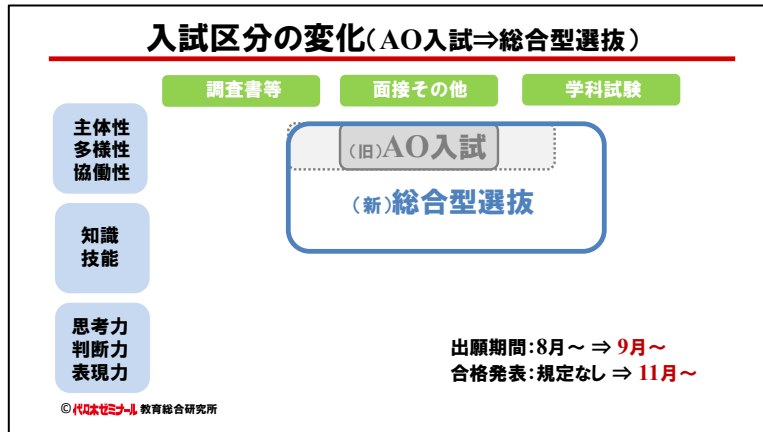 入試区分の変化(AO入試⇒総合型選抜)
調査書等
面接その他
学科試験
主体性
多様性
協働性
(旧)AO入試
(新)総合型選抜
知識
技能
思考力
判断力
表現力
出願期間:8月～ ⇒ 9月～
合格発表:規定なし ⇒ 11月～
©代々木ゼミナール 教育総合研究所